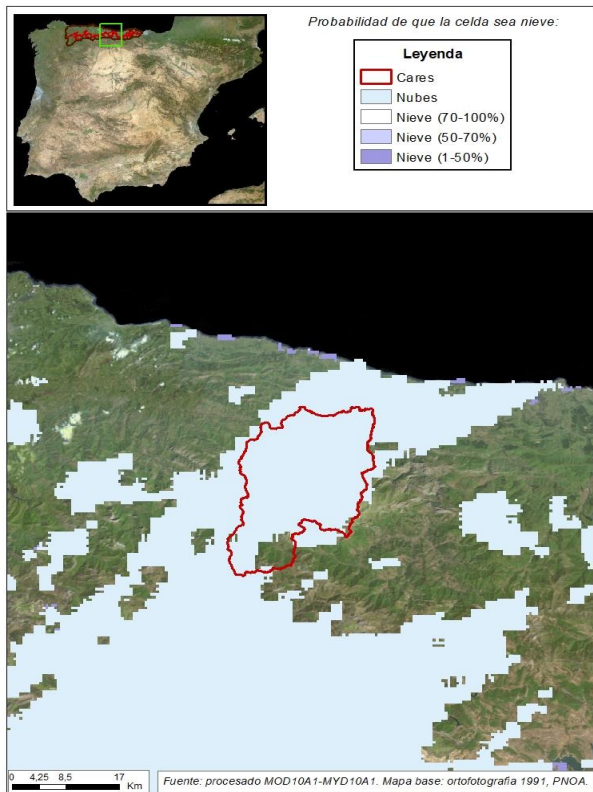 Probabilidad de que la celda sea nieve:
Leyenda
Cares
Nubes
Nieve (70-100%)
Nieve (50-70%)
Nieve (1-50%)
0 4,25 8,5 17
Km
Fuente: procesado MOD10A1-MYD10A1. Mapa base: ortofotografia 1991, PNOA.